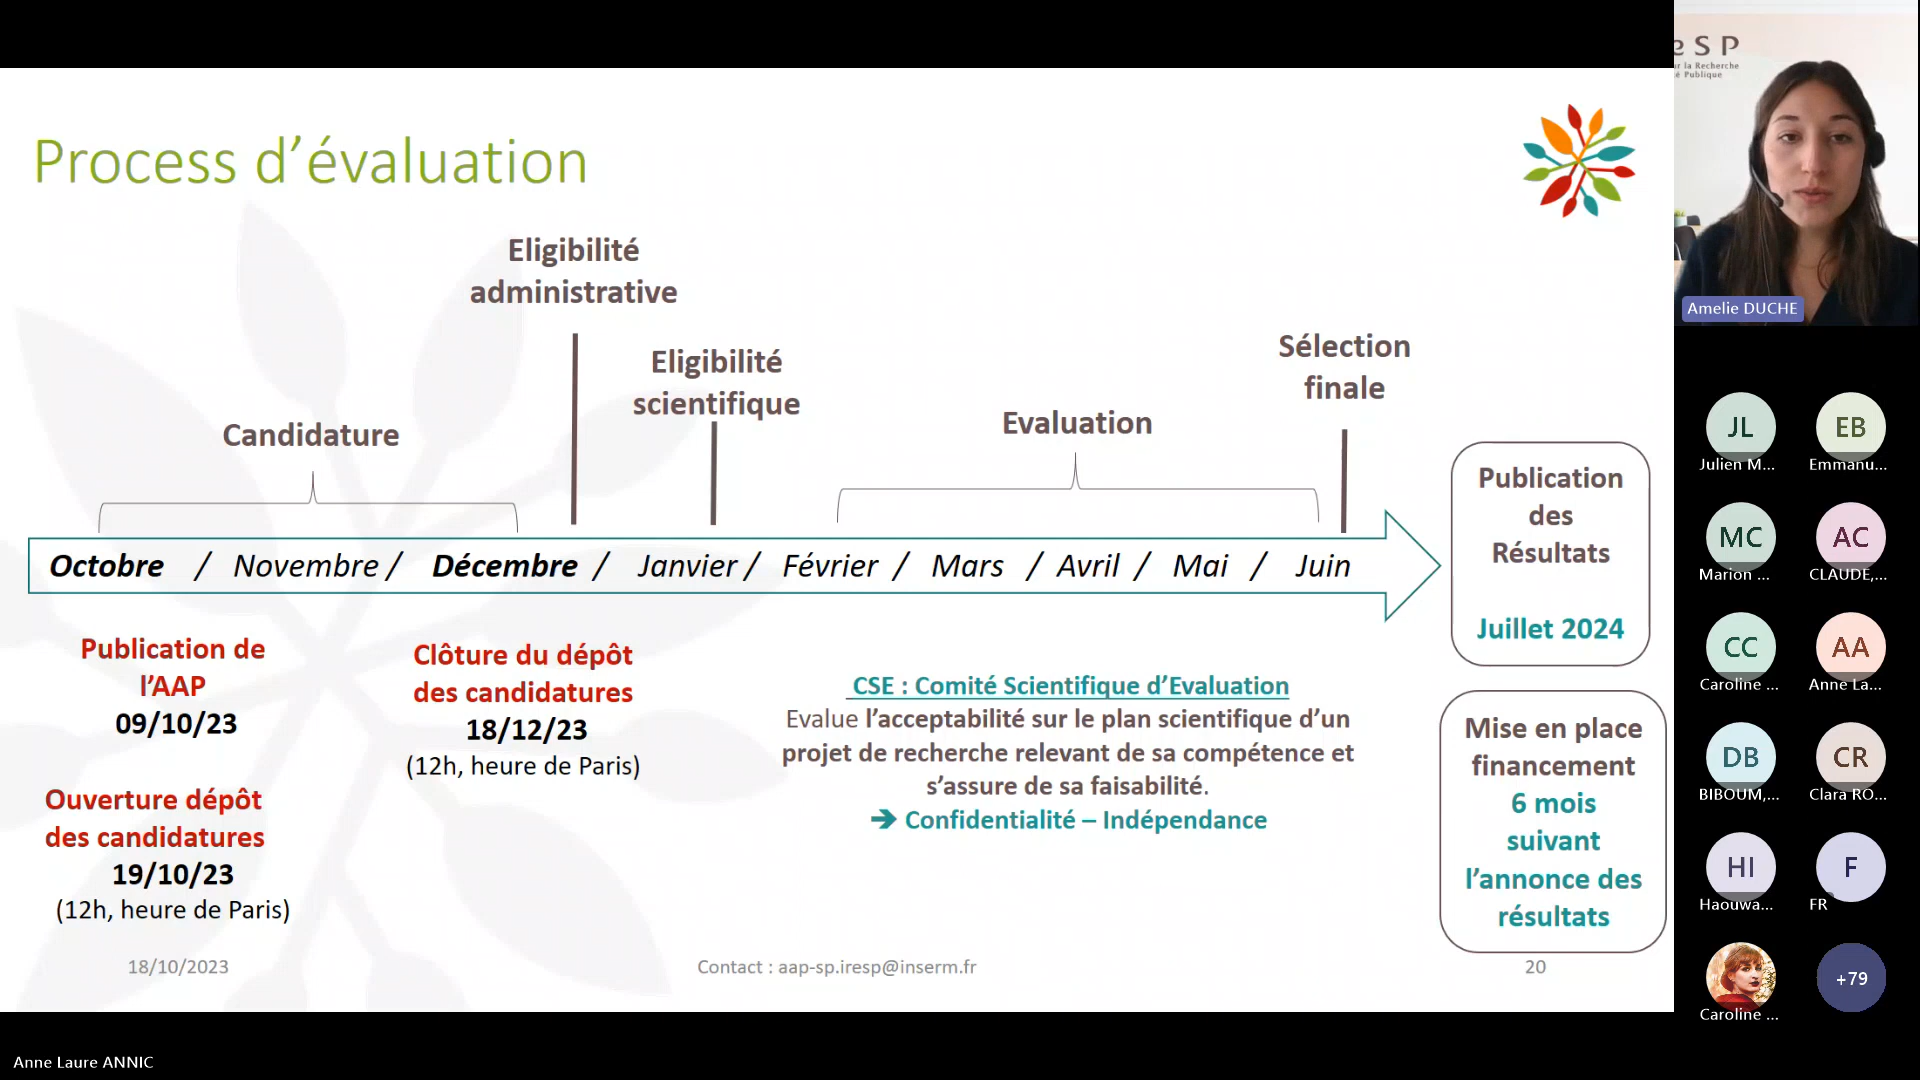 Process d’évaluation
Eligibilité
administrative
Eligibilité
scientifique
Sélection
finale
Candidature
Evaluation
Octobre / Novembre / Décembre / Janvier / Février / Mars / Avril / Mai / Juin
Publication
des
Résultats
Juillet 2024
Publication de
l’AAP
09/10/23
Ouverture dépôt
des candidatures
19/10/23
(12h, heure de Paris)
Clôture du dépôt
des candidatures
18/12/23
(12h, heure de Paris)
CSE : Comité Scientifique d’Evaluation
Evalue l’acceptabilité sur le plan scientifique d’un
projet de recherche relevant de sa compétence et
s’assure de sa faisabilité.
➔ Confidentialité – Indépendance
Mise en place
financement
6 mois
suivant
l’annonce des
résultats
18/10/2023
Contact : aap-sp.iresp@inserm.fr
20
e S P
r la Recherche
é Publique
Amelie DUCHE
JL
Julien M...
EB
Emmanu...
MC
Marion ...
AC
CLAUDE,...
CC
Caroline ...
AA
Anne La...
DB
BIBOUM,...
CR
Clara RO...
HI
Haouwa...
F
FR
Caroline ...
+79
Anne Laure ANNIC